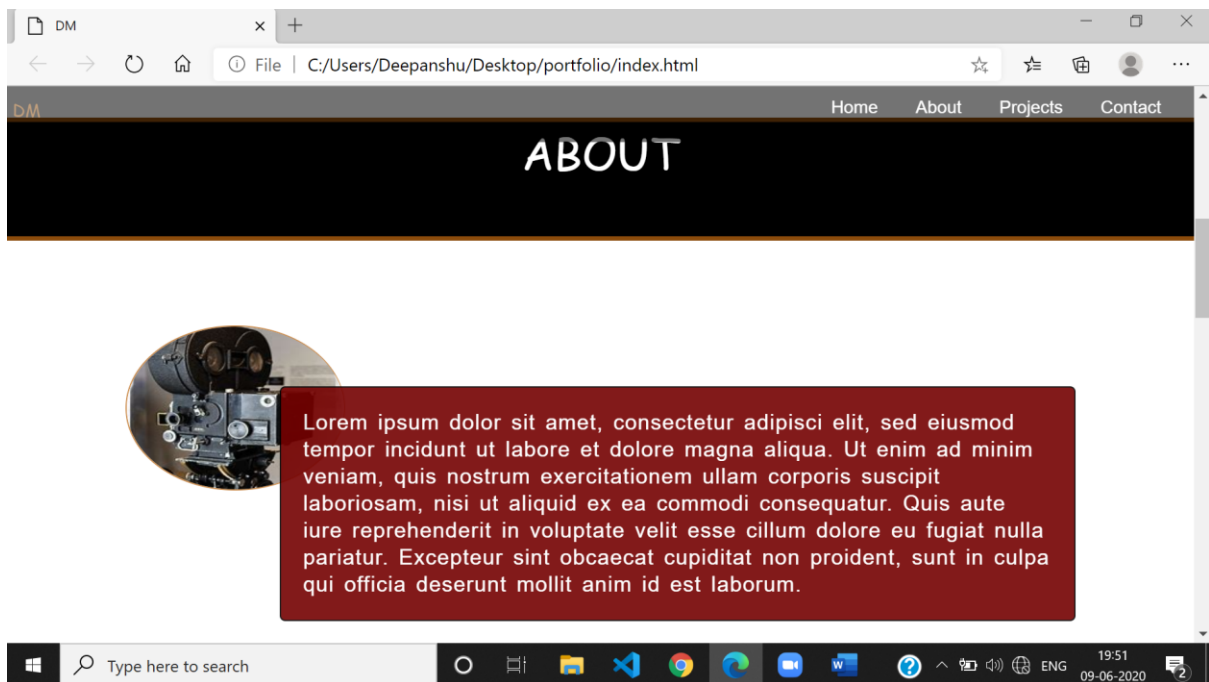 DM
File | C:/Users/Deepanshu/Desktop/portfolio/index.html
DM
Home About Projects Contact
ABOUT
Lorem ipsum dolor sit amet, consectetur adipisci elit, sed eiusmod
tempor incidunt ut labore et dolore magna aliqua. Ut enim ad minim
veniam, quis nostrum exercitationem ullam corporis suscipit
laboriosam, nisi ut aliquid ex ea commodi consequatur. Quis aute
iure reprehenderit in voluptate velit esse cillum dolore eu fugiat nulla
pariatur. Excepteur sint obcaecat cupiditat non proident, sunt in culpa
qui officia deserunt mollit anim id est laborum.
Type here to search
ENG
19:51
09-06-2020
2